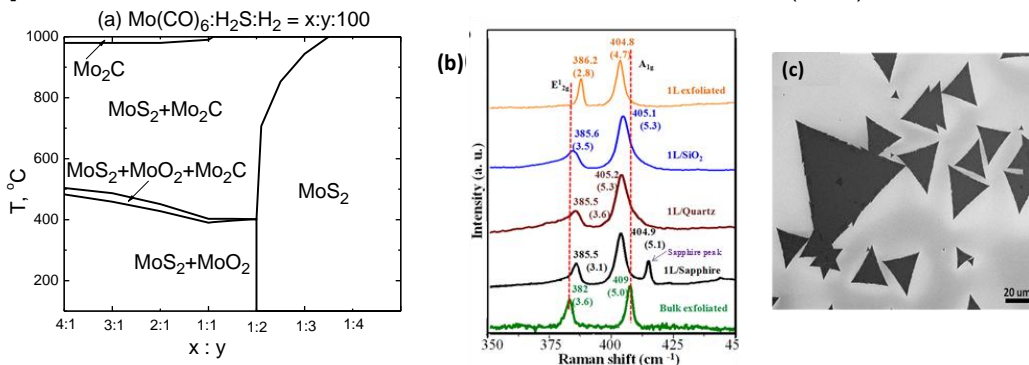 (a) Mo(CO)6:H2S:H2 = x:y:100
1000
800
600
400
200
T, °C
Mo2C
MoS2+Mo2C
MoS2+MoO2+Mo2C
MoS2
MoS2+MoO2
4:1 3:1 2:1 1:1 1:2 1:3 1:4
x : y
(b)
386.2
(2.8)
404.8
(4.7)
E12g
A1g
1L exfoliated
385.6
(3.5)
405.1
(5.3)
1L/SiO2
405.2
(5.3)
385.5
(3.6)
1L/Quartz
404.9
(5.1)
385.5
(3.1)
Sapphire peak
1L/Sapphire
382
(3.6)
409
(5.0)
Bulk exfoliated
Intensity (a. u.)
350 375 400 425 45
Raman shift (cm -1)
(c)
20 um